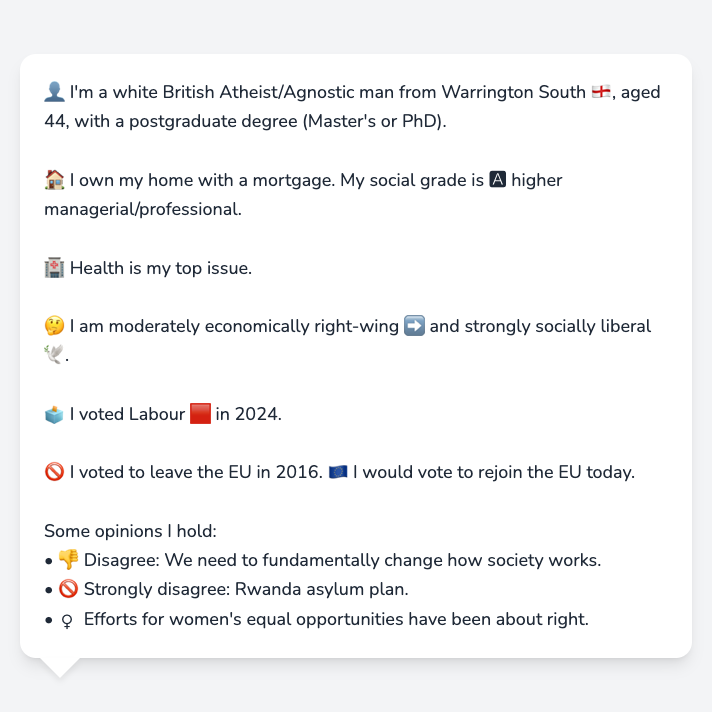 👤 I'm a white British Atheist/Agnostic man from Warrington South 🏴󠁧󠁢󠁥󠁮󠁧󠁿, aged
44, with a postgraduate degree (Master's or PhD).
🏠 I own my home with a mortgage. My social grade is 🅰 higher
managerial/professional.
🏥 Health is my top issue.
🤔 I am moderately economically right-wing ➡️ and strongly socially liberal
🕊️.
🗳️ I voted Labour 🟥 in 2024.
🚫 I voted to leave the EU in 2016. 🇪🇺 I would vote to rejoin the EU today.
Some opinions I hold:
• 👎 Disagree: We need to fundamentally change how society works.
• 🚫 Strongly disagree: Rwanda asylum plan.
• ♀ Efforts for women's equal opportunities have been about right.